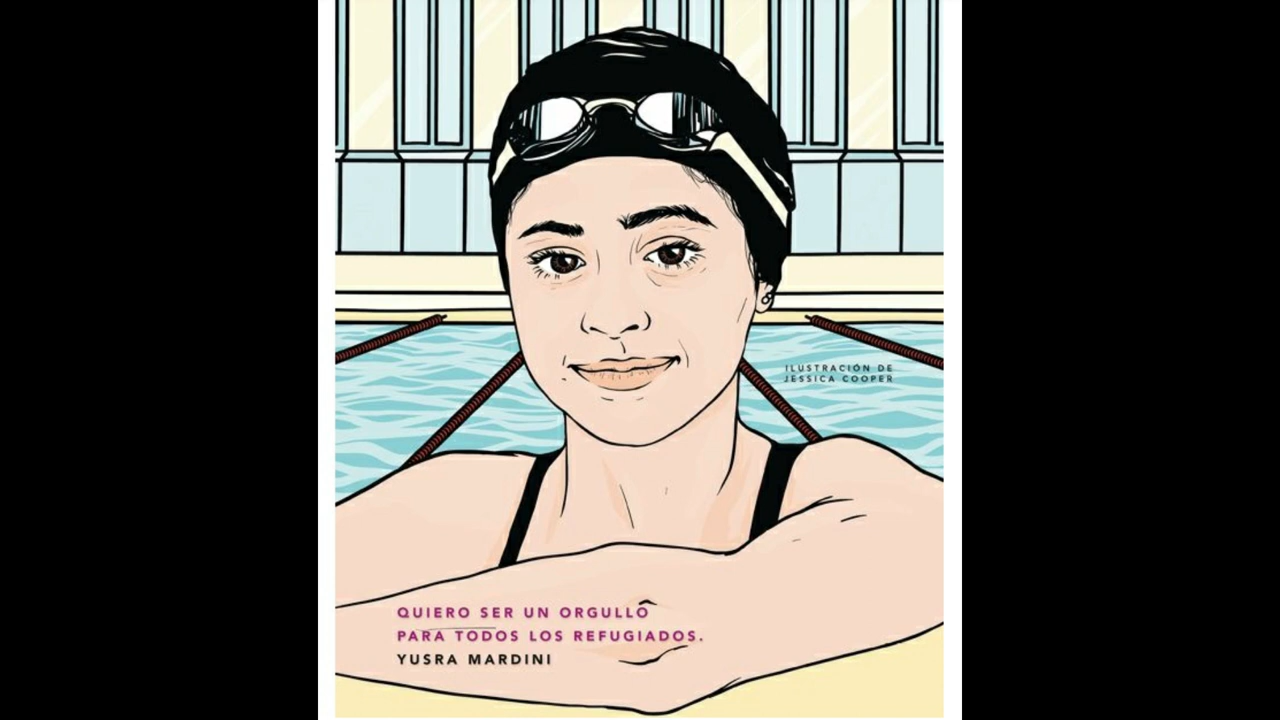 ILUSTRACIÓN DE
JESSICA COOPER
QUIERO SER UN ORGULLO
PARA TODOS LOS REFUGIADOS.
YUSRA MARDINI